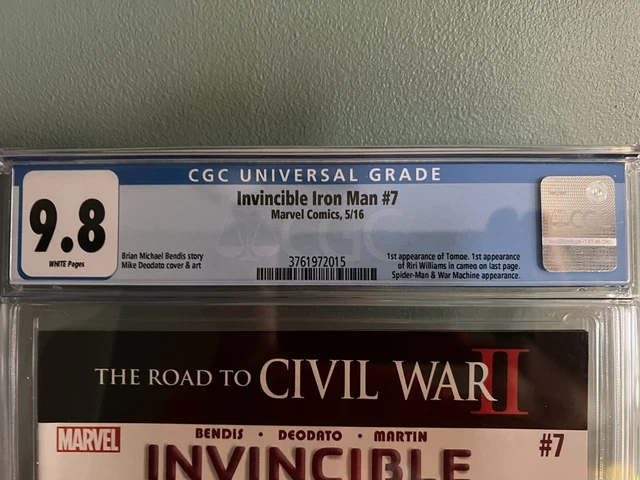 CGC UNIVERSAL GRADE
9.8
WHITE Pages
Invincible Iron Man #7
Marvel Comics, 5/16
Brian Michael Bendis story
Mike Deodato cover & art
3761972015
1st appearance of Tomoe. 1st appearance
of Riri Williams in cameo on last page.
Spider-Man & War Machine appearance.
CGC
THE ROAD TO CIVIL WAR II
MARVEL
BENDIS • DEODATO • MARTIN
#7
INVINCIBLE